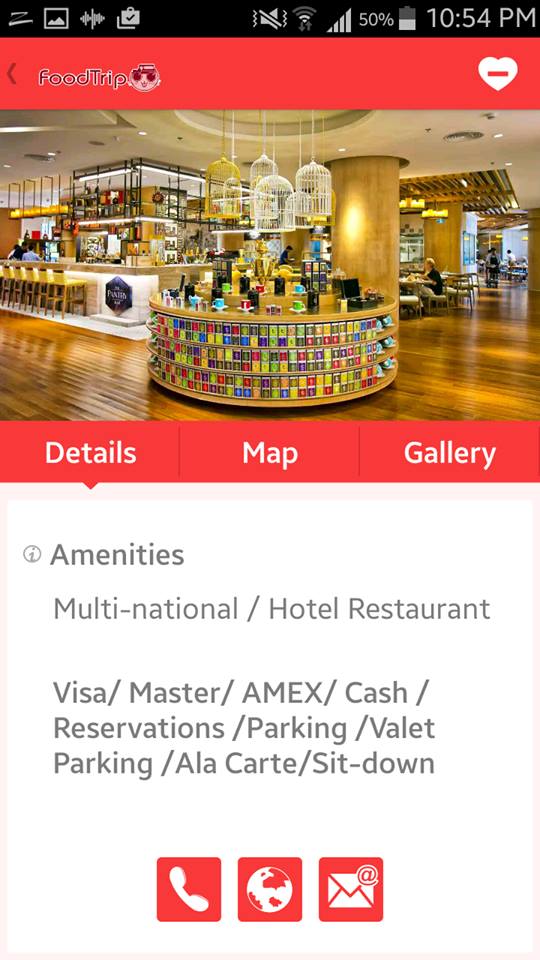 50% 10:54 PM
FoodTrip
THE
PANTRY
Details Map Gallery
Amenities
Multi-national / Hotel Restaurant
Visa/ Master/ AMEX/ Cash /
Reservations /Parking /Valet
Parking /Ala Carte/Sit-down